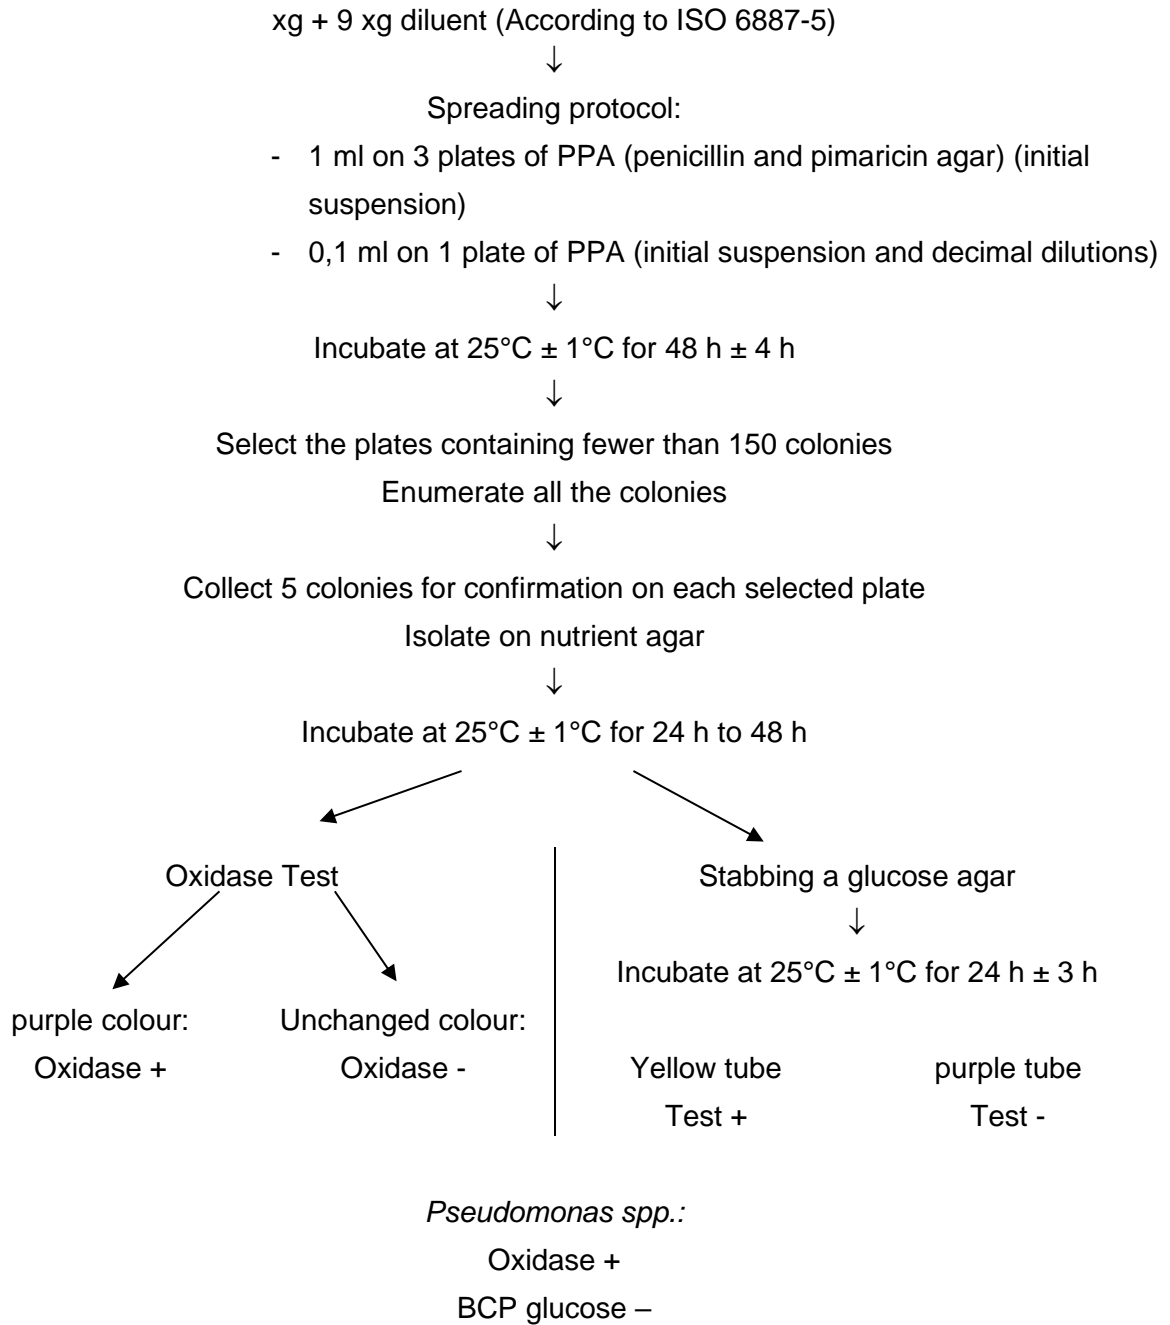 xg + 9 xg diluent (According to ISO 6887-5)
↓
Spreading protocol:
- 1 ml on 3 plates of PPA (penicillin and pimaricin agar) (initial
suspension)
- 0,1 ml on 1 plate of PPA (initial suspension and decimal dilutions)
↓
Incubate at 25°C ± 1°C for 48 h ± 4 h
↓
Select the plates containing fewer than 150 colonies
Enumerate all the colonies
↓
Collect 5 colonies for confirmation on each selected plate
Isolate on nutrient agar
↓
Incubate at 25°C ± 1°C for 24 h to 48 h
Oxidase Test
purple colour:
Oxidase +
Unchanged colour:
Oxidase -
Stabbing a glucose agar
↓
Incubate at 25°C ± 1°C for 24 h ± 3 h
Yellow tube
Test +
purple tube
Test -
Pseudomonas spp.:
Oxidase +
BCP glucose –